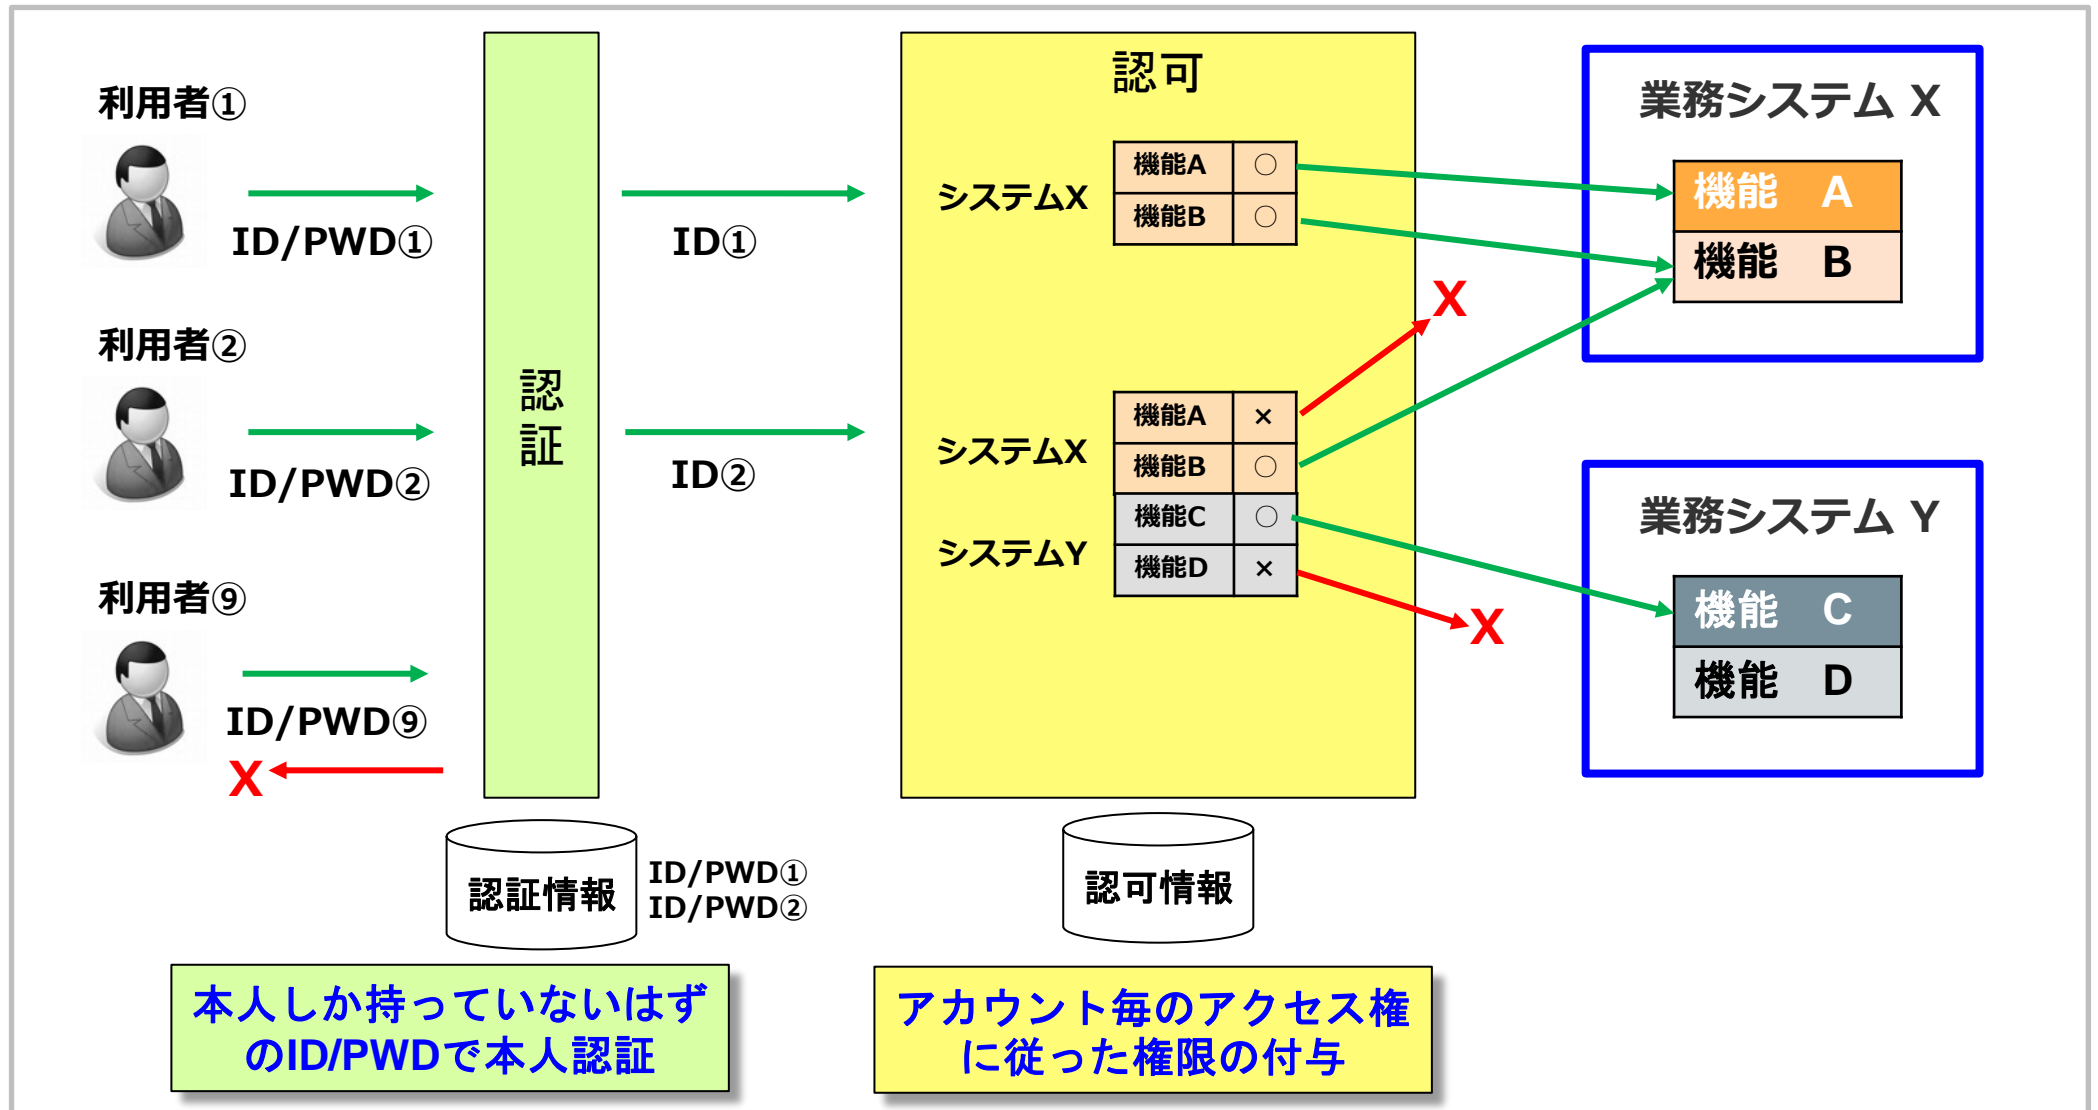 利用者①
ID/PWD①
利用者②
ID/PWD②
利用者⑨
ID/PWD⑨
X
認
証
ID①
ID②
認証情報
ID/PWD①
ID/PWD②
本人しか持っていないはず
のID/PWDで本人認証
認可
システムX
機能A ○
機能B ○
システムX
機能A ×
機能B ○
システムY
機能C ○
機能D ×
X
X
認可情報
アカウント毎のアクセス権
に従った権限の付与
業務システム X
機能 A
機能 B
業務システム Y
機能 C
機能 D